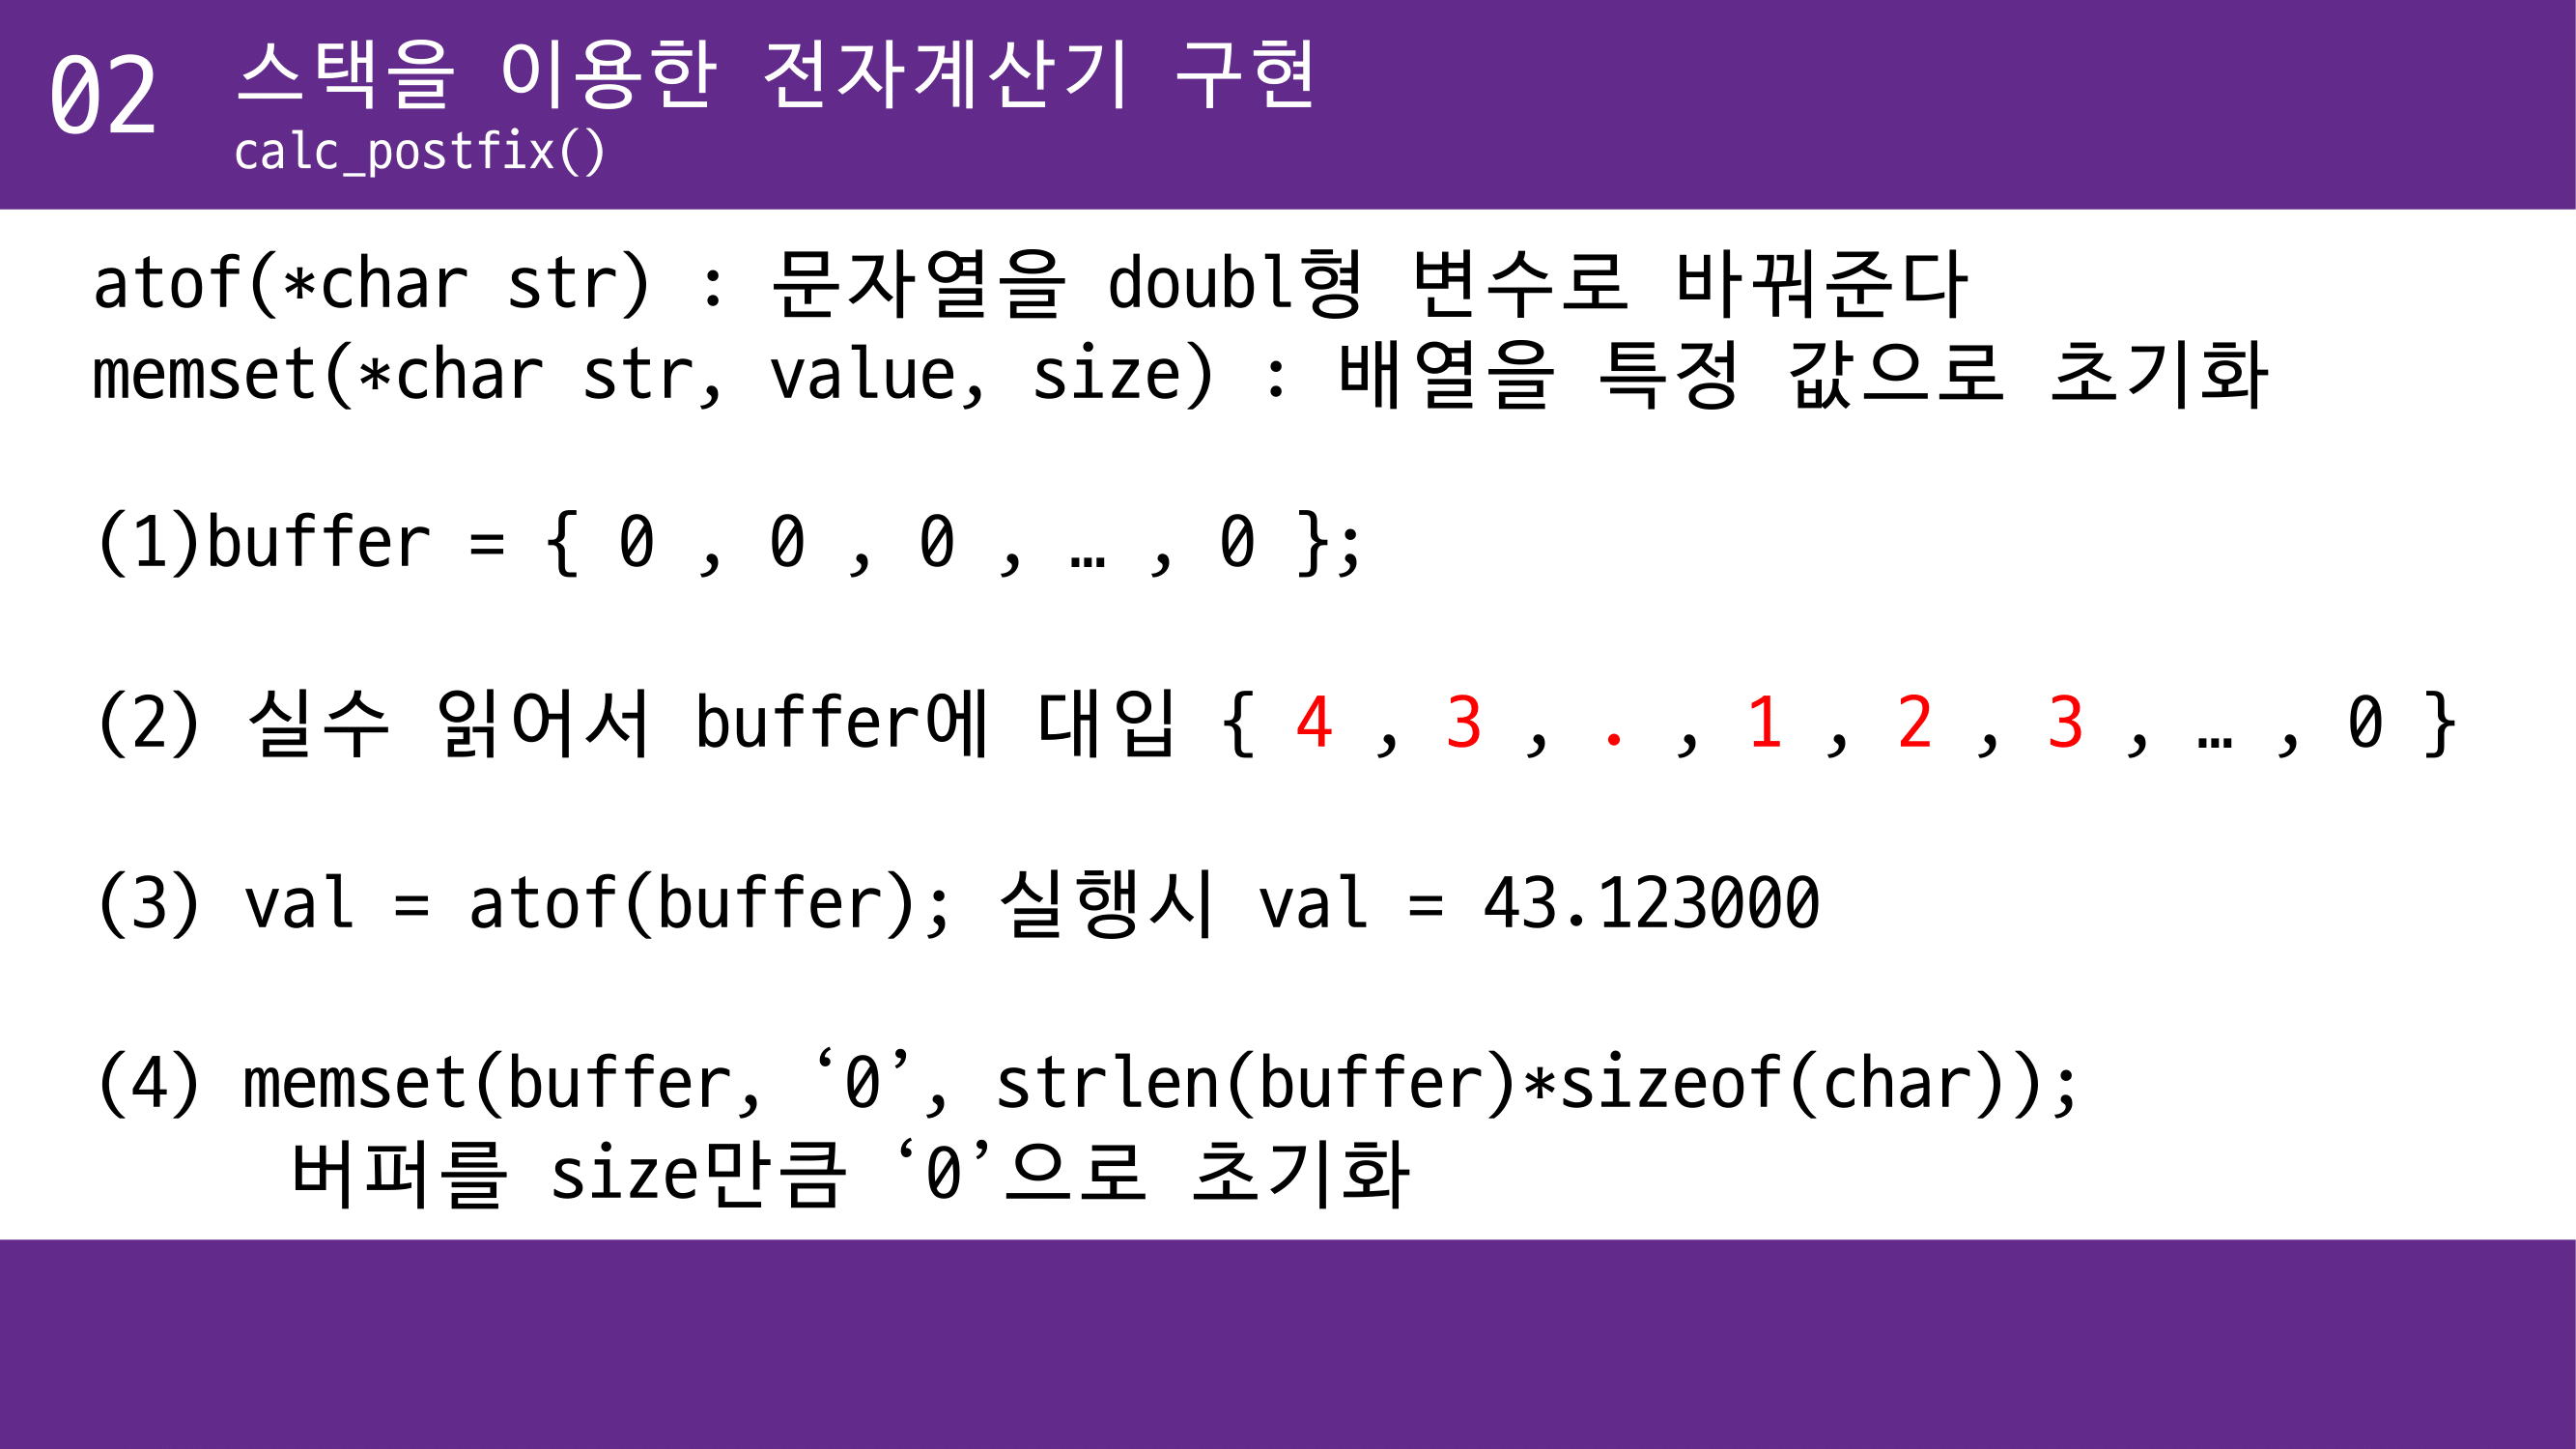 02
스택을 이용한 전자계산기 구현
calc_postfix()
atof(*char str) : 문자열을 doubl형 변수로 바꿔준다
memset(*char str, value, size) : 배열을 특정 값으로 초기화
(1)buffer = { 0 , 0 , 0 , … , 0 };
(2) 실수 읽어서 buffer에 대입 { 4 , 3 , . , 1 , 2 , 3 , … , 0 }
(3) val = atof(buffer); 실행시 val = 43.123000
(4) memset(buffer, ‘0’, strlen(buffer)*sizeof(char));
버퍼를 size만큼 ‘0’으로 초기화